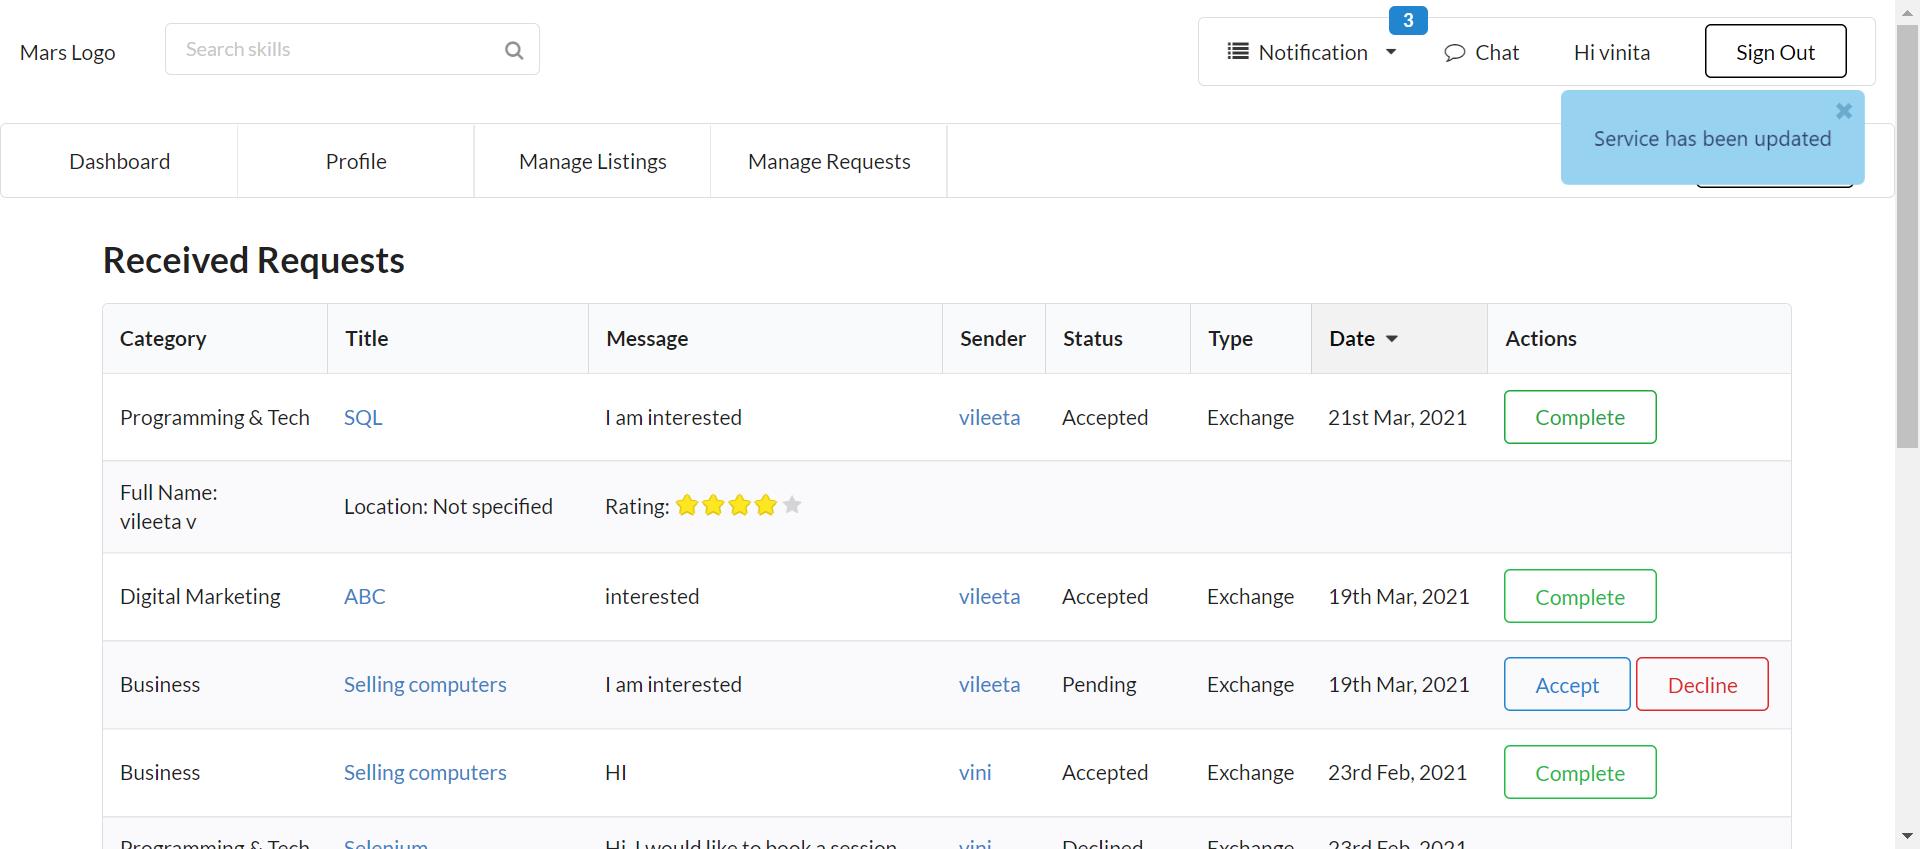 Mars Logo
Search skills
3
Notification
Chat
Hi vinita
Sign Out
Service has been updated
Dashboard
Profile
Manage Listings
Manage Requests
Received Requests
Category Title Message Sender Status Type Date Actions
Programming & Tech SQL I am interested vileeta Accepted Exchange 21st Mar, 2021 Complete
Full Name:
vileeta v
Location: Not specified
Rating:
Digital Marketing ABC interested vileeta Accepted Exchange 19th Mar, 2021 Complete
Business Selling computers I am interested vileeta Pending Exchange 19th Mar, 2021 Accept Decline
Business Selling computers HI vini Accepted Exchange 23rd Feb, 2021 Complete
Programming & Tech Selenium Hi, I would like to book a session vini Declined Exchange 23rd Feb, 2021